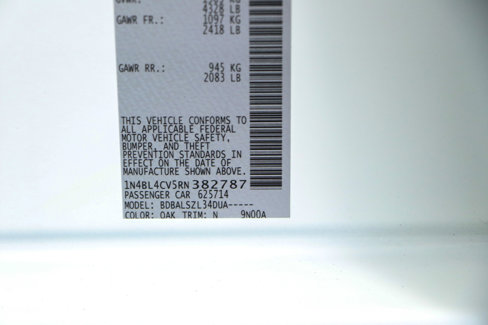 GVWR:
4328 LB
GAWR FR.: 1097 KG
2418 LB
GAWR RR.: 945 KG
2083 LB
THIS VEHICLE CONFORMS TO
ALL APPLICABLE FEDERAL
MOTOR VEHICLE SAFETY,
BUMPER, AND THEFT
PREVENTION STANDARDS IN
EFFECT ON THE DATE OF
MANUFACTURE SHOWN ABOVE.
1N4BL4CV5RN382787
PASSENGER CAR 625714
MODEL: BDBALSZL34DUA-----
COLOR: OAK TRIM: N 9N00A